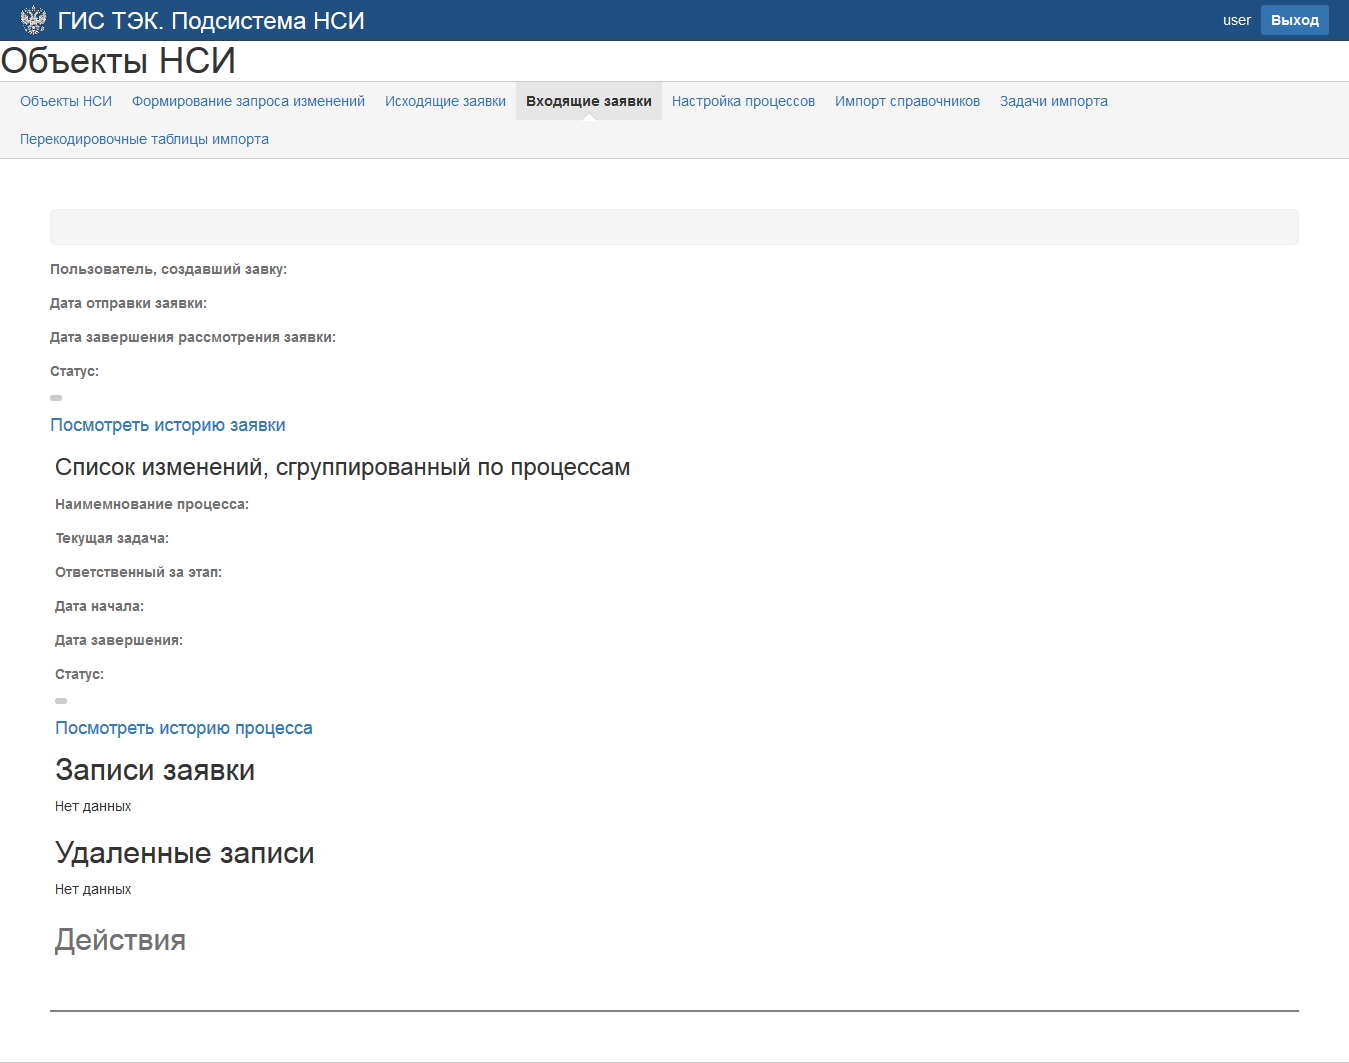 ГИС ТЭК. Подсистема НСИ
user
Выход
Объекты НСИ
Объекты НСИ Формирование запроса изменений Исходящие заявки Входящие заявки Настройка процессов Импорт справочников Задачи импорта
Перекодировочные таблицы импорта
Пользователь, создавший завку:
Дата отправки заявки:
Дата завершения рассмотрения заявки:
Статус:
Посмотреть историю заявки
Список изменений, сгруппированный по процессам
Наимемнование процесса:
Текущая задача:
Ответственный за этап:
Дата начала:
Дата завершения:
Статус:
Посмотреть историю процесса
Записи заявки
Нет данных
Удаленные записи
Нет данных
Действия